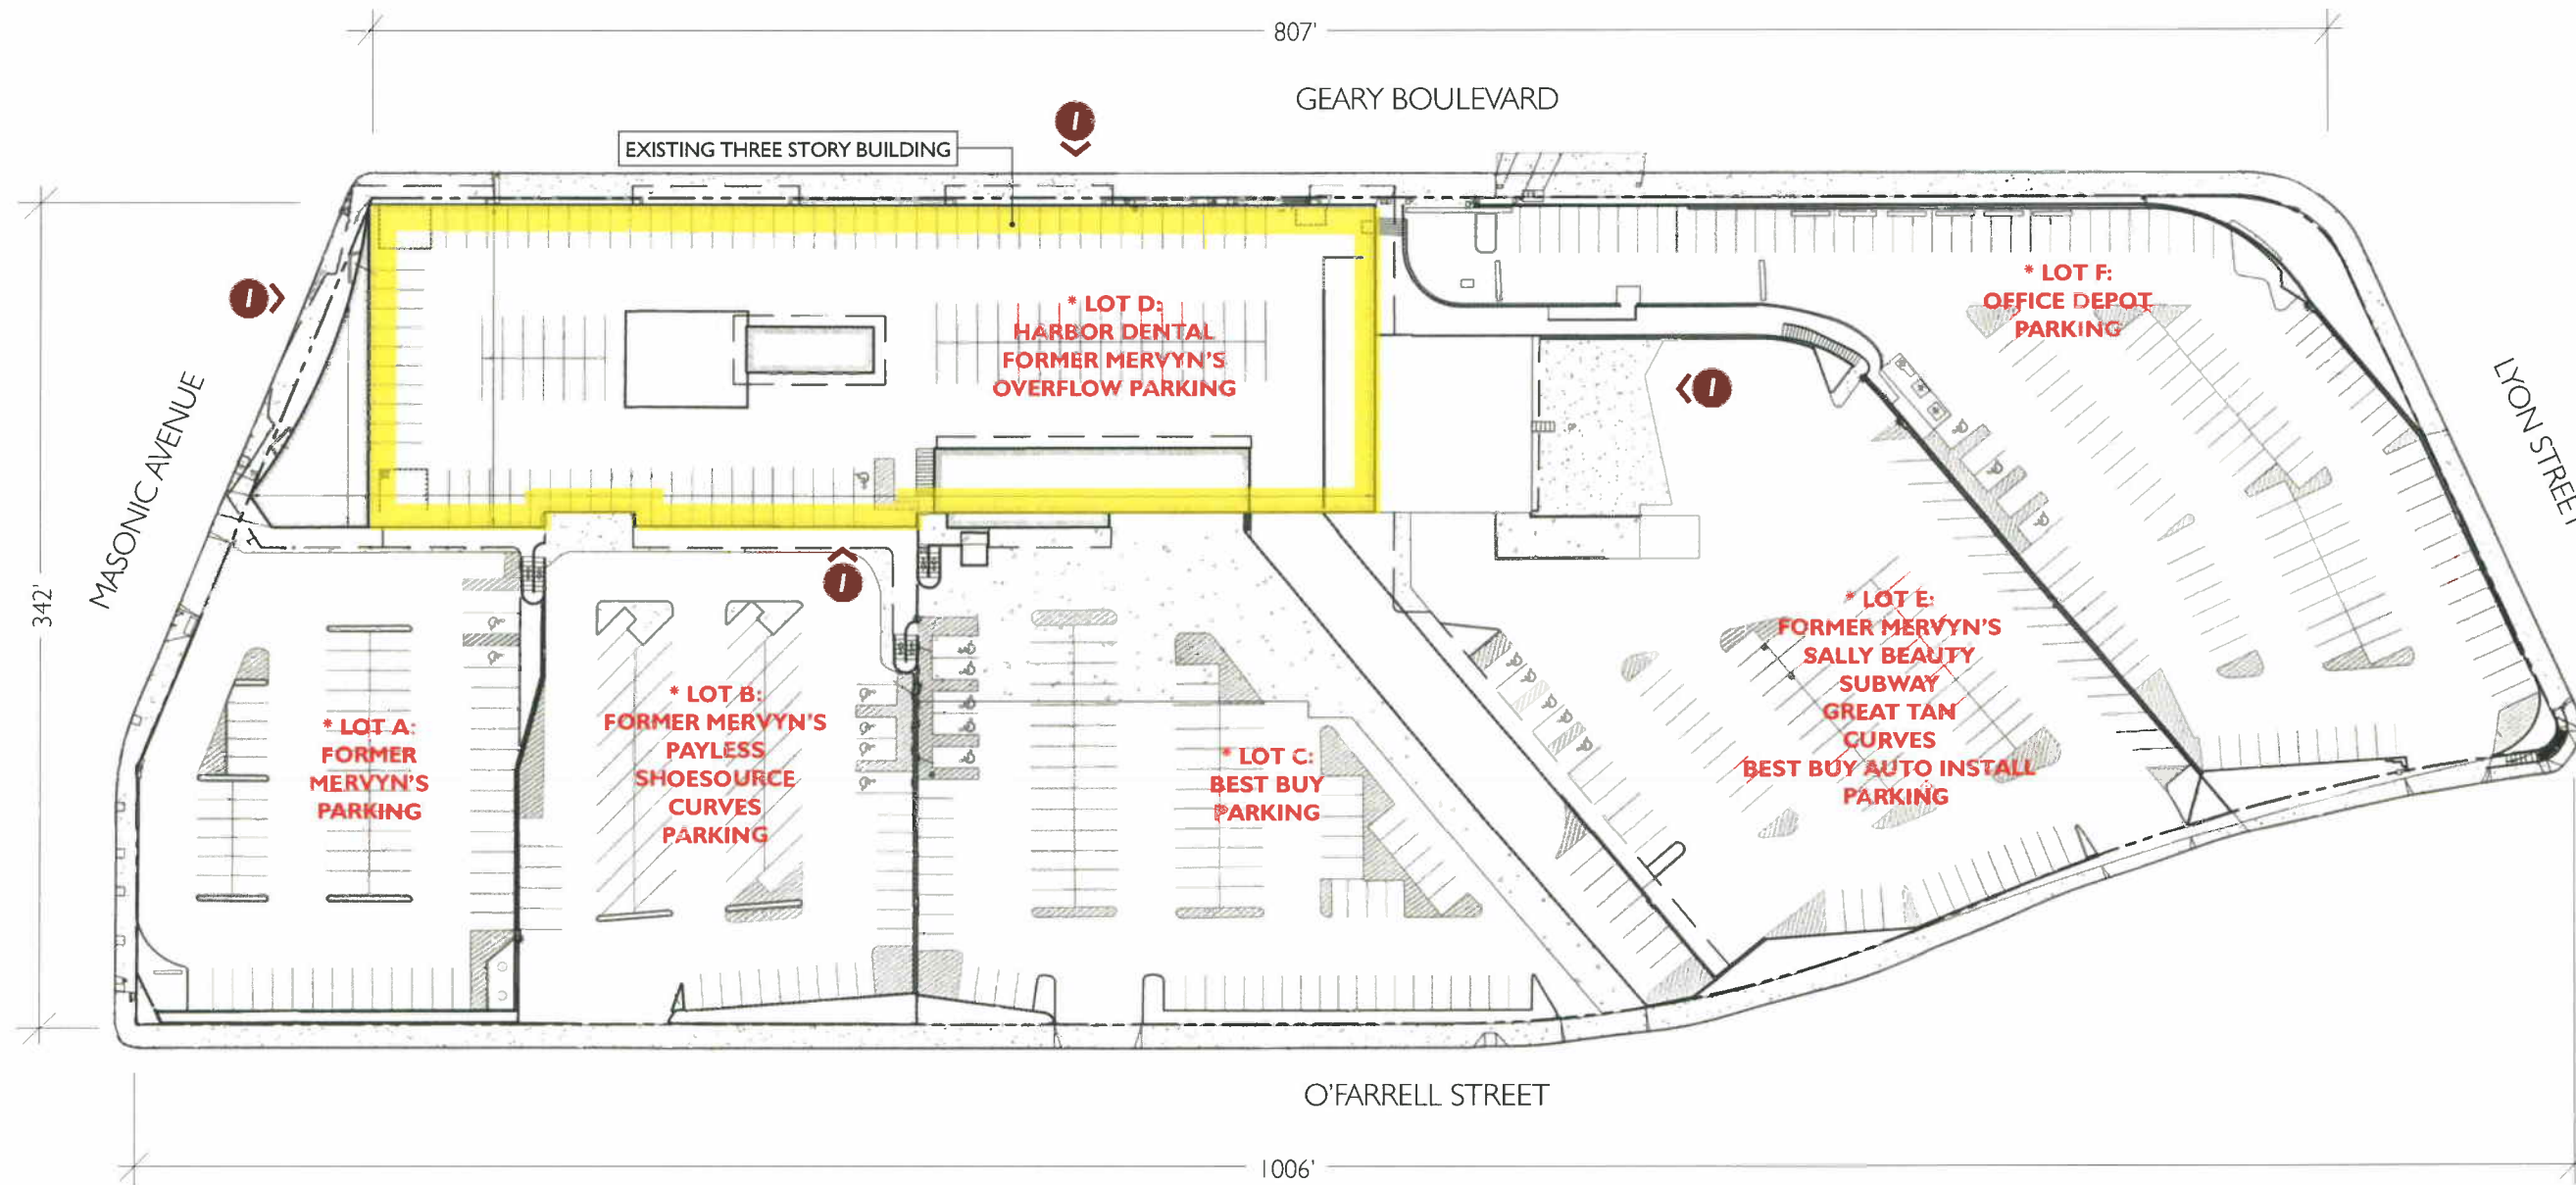 807'
GEARY BOULEVARD
I
EXISTING THREE STORY BUILDING
I
* LOT D:
HARBOR DENTAL
FORMER MERVYN'S
OVERFLOW PARKING
* LOT F:
OFFICE DEPOT
PARKING
I
MASONIC AVENUE
LYON STREET
342'
I
* LOT A:
FORMER
MERVYN'S
PARKING
* LOT B:
FORMER MERVYN'S
PAYLESS
SHOESOURCE
CURVES
PARKING
* LOT C:
BEST BUY
PARKING
* LOT E:
FORMER MERVYN'S
SALLY BEAUTY
SUBWAY
GREAT TAN
CURVES
BEST BUY AUTO INSTALL
PARKING
O'FARRELL STREET
1006'